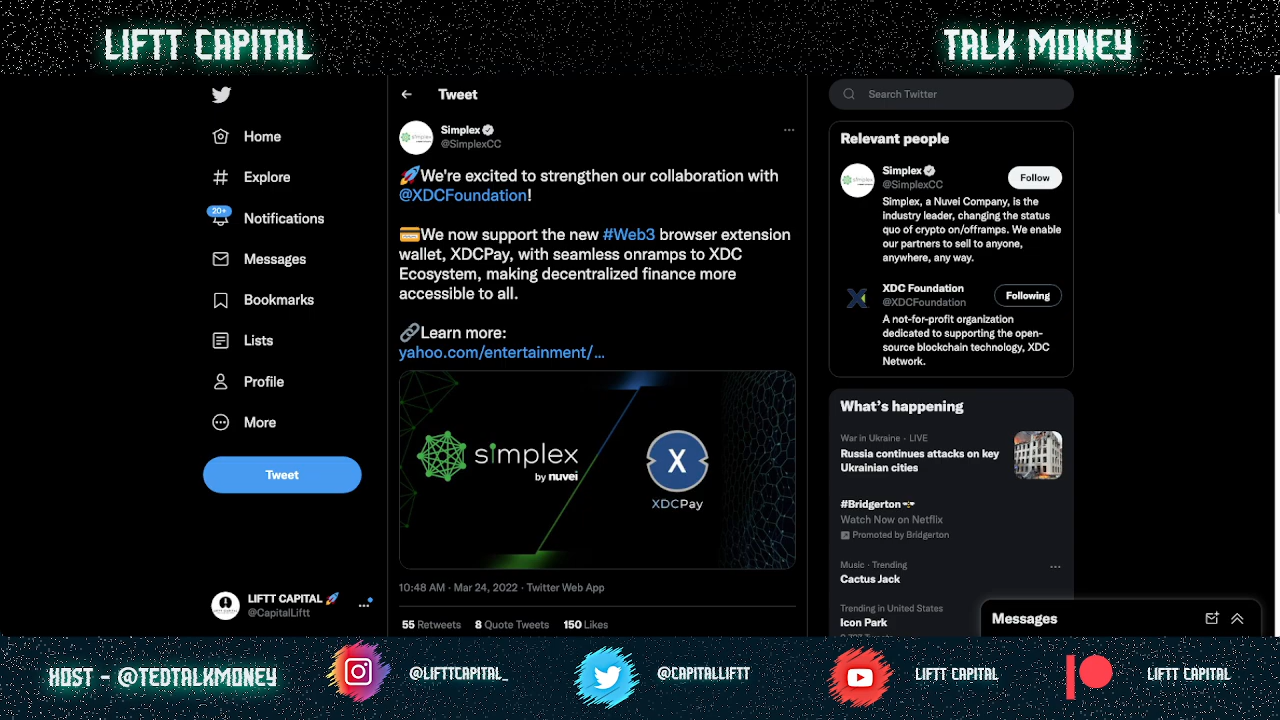 LIFTT CAPITAL
TALK MONEY
Home
Explore
20+
Notifications
Messages
Bookmarks
Lists
Profile
More
Tweet
LIFTT CAPITAL 🚀
@CapitalLiftt
Tweet
Simplex
@SimplexCC
🚀We're excited to strengthen our collaboration with
@XDCFoundation!
💳We now support the new #Web3 browser extension
wallet, XDCPay, with seamless onramps to XDC
Ecosystem, making decentralized finance more
accessible to all.
🔗Learn more:
yahoo.com/entertainment/...
simplex
by nuvei
X
XDCPay
10:48 AM · Mar 24, 2022 · Twitter Web App
55 Retweets 8 Quote Tweets 150 Likes
Search Twitter
Relevant people
Simplex
@SimplexCC
Follow
Simplex, a Nuvei Company, is the
industry leader, changing the status
quo of crypto on/offramps. We enable
our partners to sell to anyone,
anywhere, any way.
XDC Foundation
@XDCFoundation
Following
A not-for-profit organization
dedicated to supporting the open-
source blockchain technology, XDC
Network.
What's happening
War in Ukraine · LIVE
Russia continues attacks on key
Ukrainian cities
#Bridgerton
Watch Now on Netflix
Promoted by Bridgerton
Music · Trending
Cactus Jack
Trending in United States
Icon Park
Messages
HOST - @TEDTALKMONEY
@LIFTTCAPITAL_
@CAPITALLIFTT
LIFTT CAPITAL
LIFTT CAPITAL